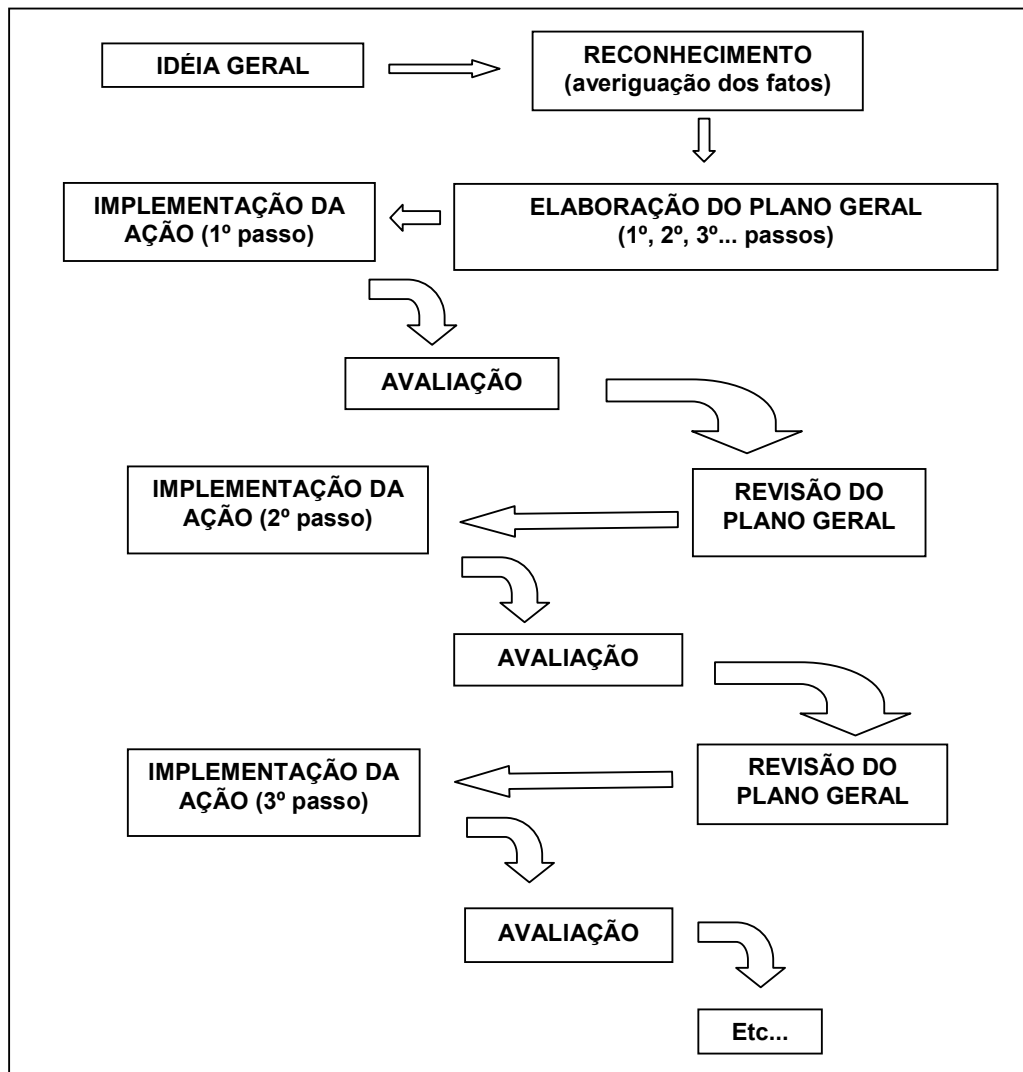 IDÉIA GERAL
RECONHECIMENTO
(averiguação dos fatos)
IMPLEMENTAÇÃO DA
AÇÃO (1º passo)
ELABORAÇÃO DO PLANO GERAL
(1º, 2º, 3º... passos)
AVALIAÇÃO
IMPLEMENTAÇÃO DA
AÇÃO (2º passo)
REVISÃO DO
PLANO GERAL
AVALIAÇÃO
IMPLEMENTAÇÃO DA
AÇÃO (3º passo)
REVISÃO DO
PLANO GERAL
AVALIAÇÃO
Etc...